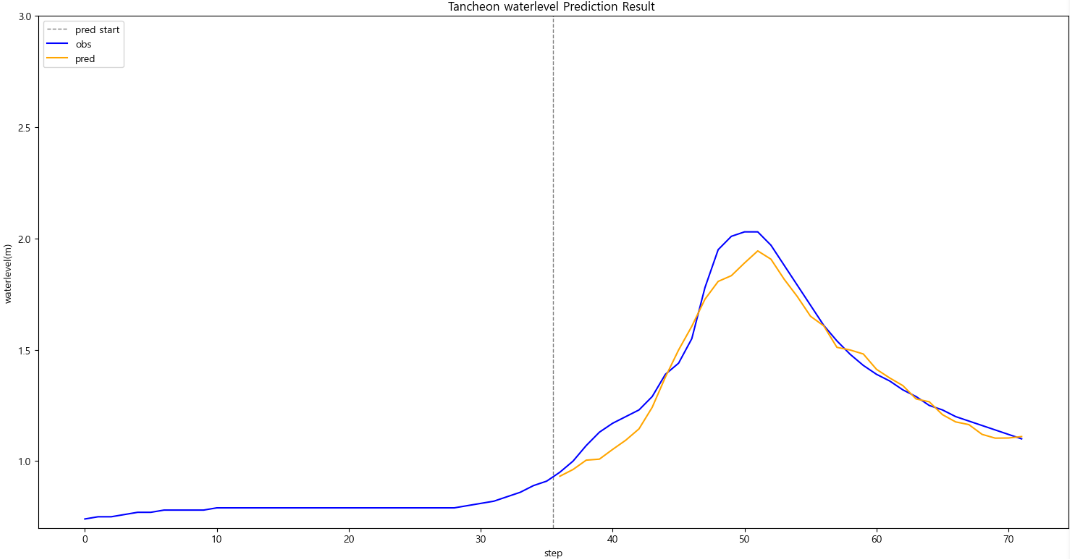 Tancheon waterlevel Prediction Result
pred start
obs
pred
3.0
2.5
2.0
1.5
1.0
waterlevel(m)
0 10 20 30 40 50 60 70
step